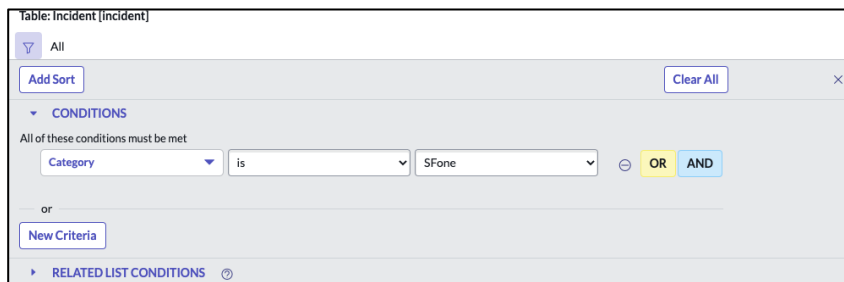 Table: Incident [incident]
All
Add Sort
Clear All
CONDITIONS
All of these conditions must be met
Category is SFone OR AND
or
New Criteria
RELATED LIST CONDITIONS